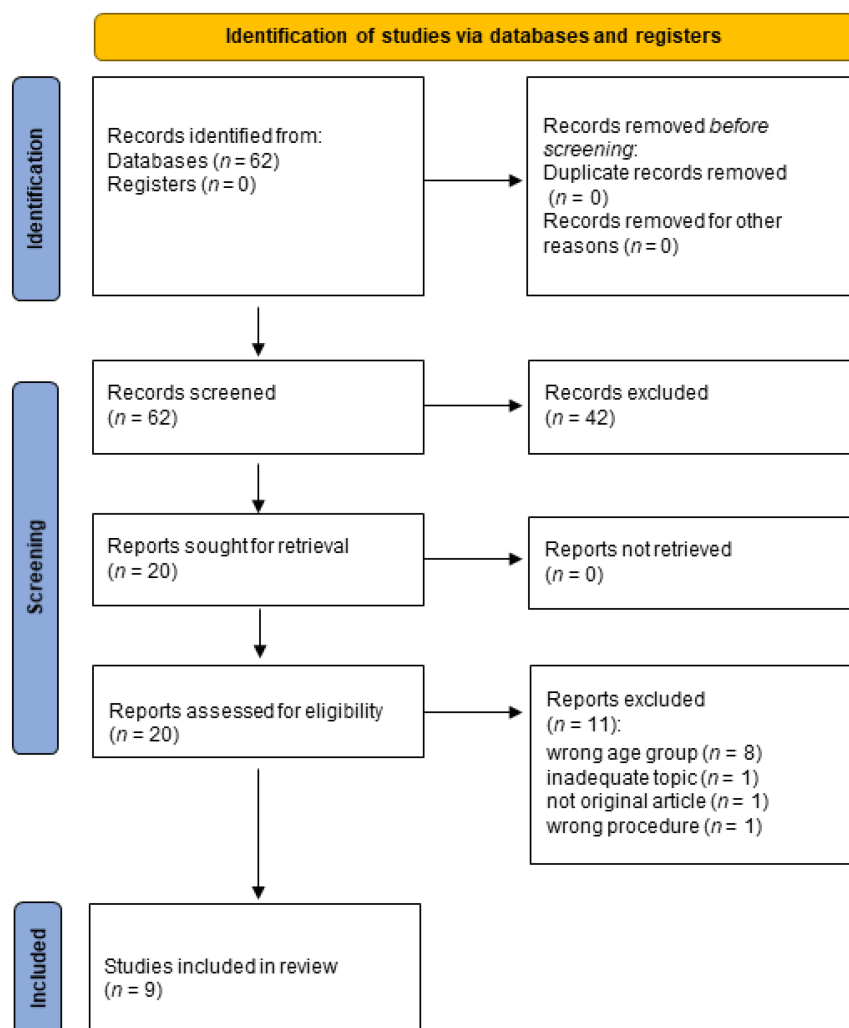 Identification of studies via databases and registers
Identification
Records identified from:
Databases (n = 62)
Registers (n = 0)
Records removed before
screening:
Duplicate records removed
(n = 0)
Records removed for other
reasons (n = 0)
Screening
Records screened
(n = 62)
Records excluded
(n = 42)
Reports sought for retrieval
(n = 20)
Reports not retrieved
(n = 0)
Reports assessed for eligibility
(n = 20)
Reports excluded
(n = 11):
wrong age group (n = 8)
inadequate topic (n = 1)
not original article (n = 1)
wrong procedure (n = 1)
Included
Studies included in review
(n = 9)